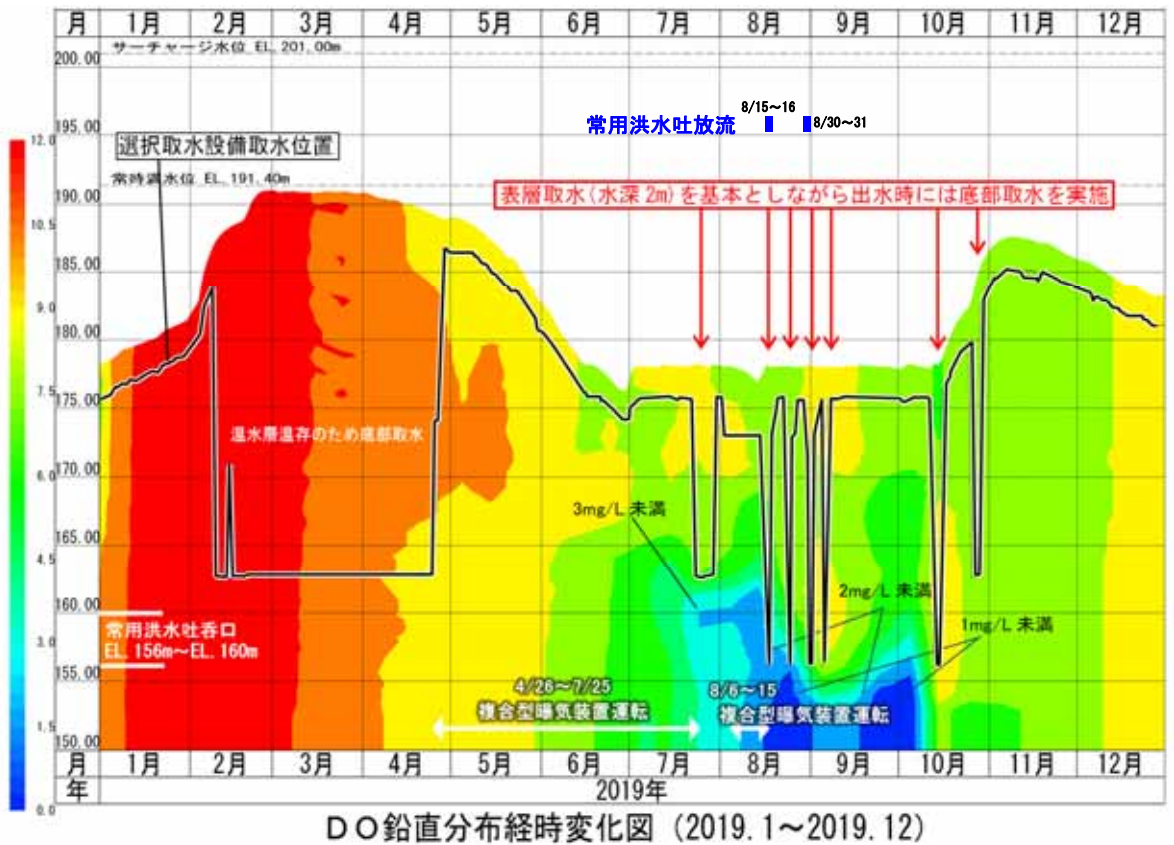 月 1月 2月 3月 4月 5月 6月 7月 8月 9月 10月 11月 12月
サーチャージ水位 EL.201.00m
200.00
8/15～16
常用洪水吐放流
8/30～31
195.00
12.0
選択取水設備取水位置
常時満水位 EL.191.40m
190.00
表層取水(水深2m)を基本としながら出水時には底部取水を実施
10.5
185.00
9.0
180.00
7.5
175.00
温水層温存のため底部取水
170.00
6.0
3mg/L 未満
165.00
4.5
2mg/L 未満
160.00
1mg/L 未満
常用洪水吐呑口
EL.156m～EL.160m
3.0
155.00
4/26～7/25
複合型曝気装置運転
8/6～15
複合型曝気装置運転
1.5
150.00
月 1月 2月 3月 4月 5月 6月 7月 8月 9月 10月 11月 12月
年 2019年
0.0
DO鉛直分布経時変化図 (2019.1～2019.12)